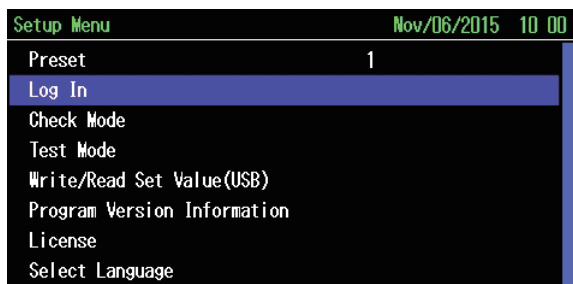 Setup Menu Nov/06/2015 10 00
Preset 1
Log In
Check Mode
Test Mode
Write/Read Set Value(USB)
Program Version Information
License
Select Language